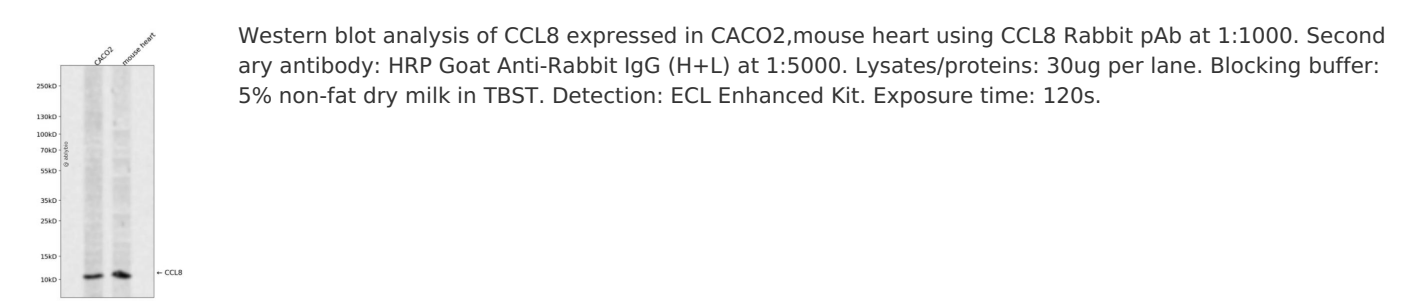 CACO2
mouse heart
250kD
130kD
100kD
70kD
55kD
35kD
25kD
15kD
10kD
@ ablybio
← CCL8
Western blot analysis of CCL8 expressed in CACO2,mouse heart using CCL8 Rabbit pAb at 1:1000. Second
ary antibody: HRP Goat Anti-Rabbit IgG (H+L) at 1:5000. Lysates/proteins: 30ug per lane. Blocking buffer:
5% non-fat dry milk in TBST. Detection: ECL Enhanced Kit. Exposure time: 120s.